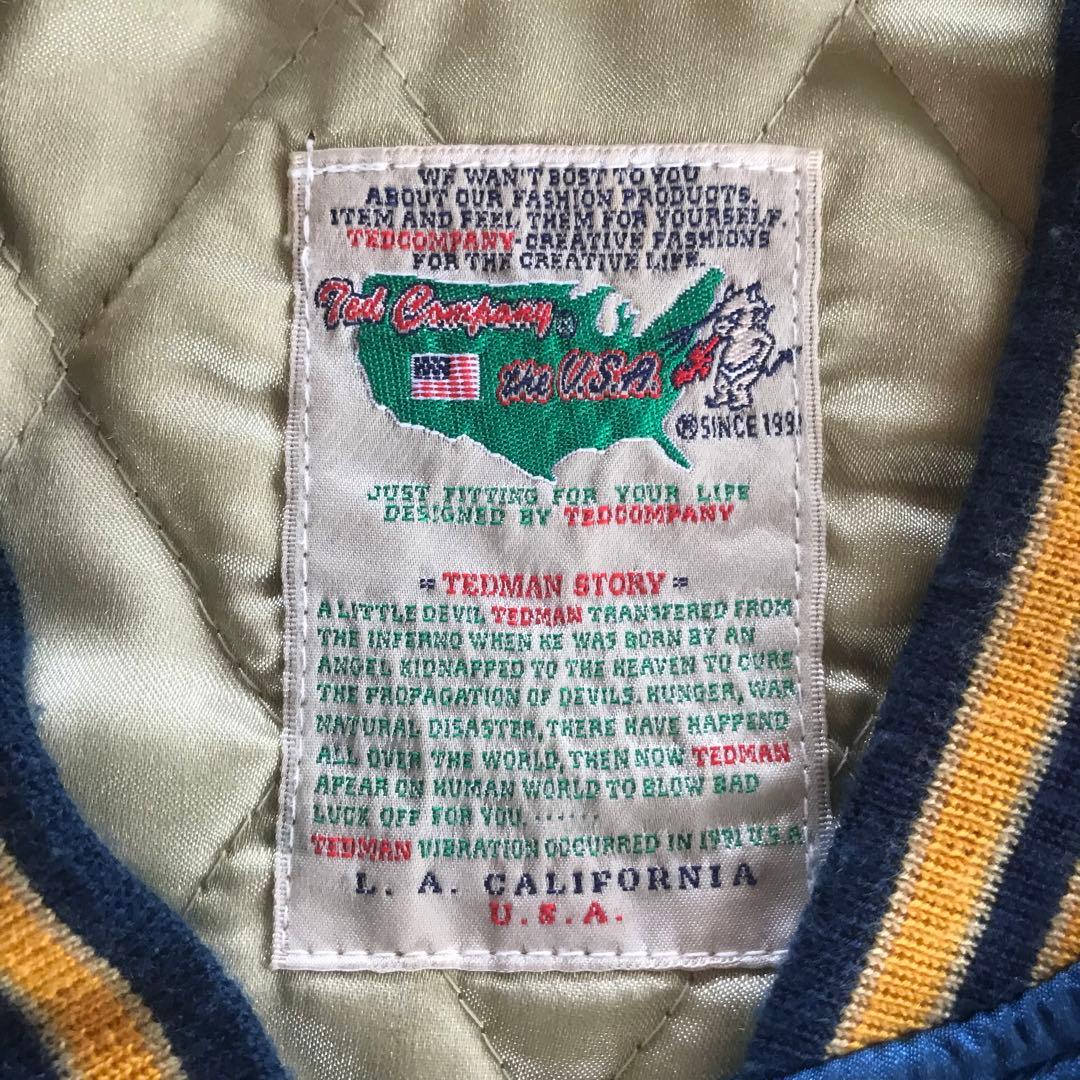 WE WAN'T BOST TO YOU
ABOUT OUR FASHION PRODUCTS.
ITEM AND FEEL THEM FOR YOURSELF.
TEDCOMPANY-CREATIVE FASHIONS
FOR THE CREATIVE LIFE.
Ted Company ®
the U.S.A.
® SINCE 1991
JUST FITTING FOR YOUR LIFE
DESIGNED BY TEDCOMPANY
= TEDMAN STORY =
A LITTLE DEVIL TEDMAN TRANSFERED FROM
THE INFERNO WHEN HE WAS BORN BY AN
ANGEL KIDNAPPED TO THE HEAVEN TO CURE
THE PROPAGATION OF DEVILS. HUNGER, WAR
NATURAL DISASTER, THERE HAVE HAPPEND
ALL OVER THE WORLD, THEN NOW TEDMAN
APEAR ON HUMAN WORLD TO BLOW BAD
LUCK OFF FOR YOU. ......
TEDMAN VIBRATION OCCURRED IN 1991 U.S.A
L. A. CALIFORNIA
U.S.A.